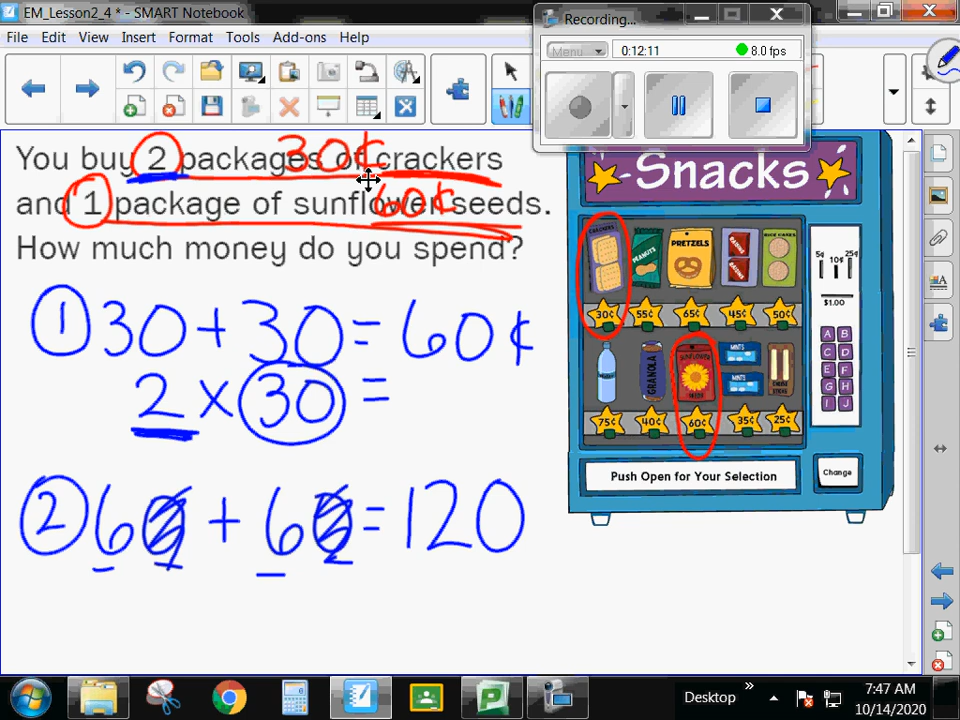 EM_Lesson2_4 * - SMART Notebook
Recording...
File Edit View Insert Format Tools Add-ons Help
Menu 0:12:11 8.0 fps
You buy 2 packages of crackers
30¢
and 1 package of sunflower seeds.
60¢
How much money do you spend?
① 30 + 30 = 60¢
2 × 30 =
② 60 + 60 = 120
Snacks
CRACKERS PEANUTS PRETZELS RAISINS RAISINS RICE CAKES
30¢ 55¢ 65¢ 45¢ 50¢
GRANOLA SUNFLOWER SEEDS MINTS MINTS CHEESE STICKS
75¢ 40¢ 60¢ 35¢ 25¢
5¢ 10¢ 25¢
$1.00
A B
C D
E F
G H
I J
Push Open for Your Selection
Change
Desktop
7:47 AM
10/14/2020